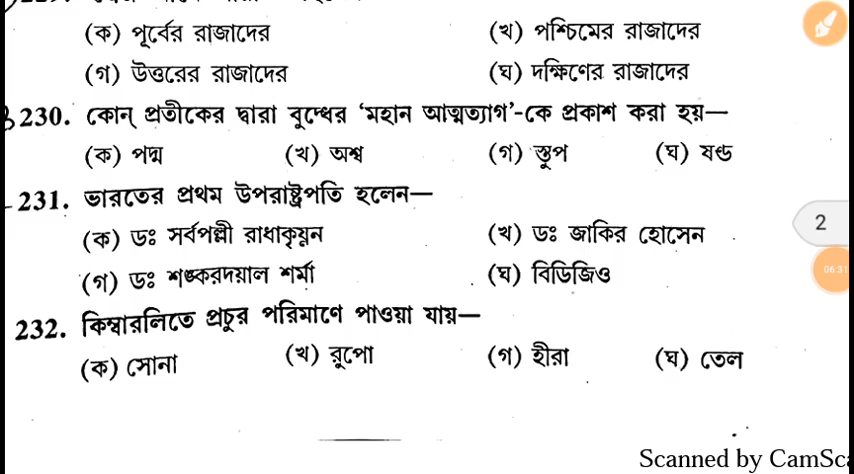 (ক) পূর্বের রাজাদের (খ) পশ্চিমের রাজাদের
(গ) উত্তরের রাজাদের (ঘ) দক্ষিণের রাজাদের
230. কোন্ প্রতীকের দ্বারা বুদ্ধের ‘মহান আত্মত্যাগ’-কে প্রকাশ করা হয়—
(ক) পদ্ম (খ) অশ্ব (গ) স্তুপ (ঘ) ষণ্ড
231. ভারতের প্রথম উপরাষ্ট্রপতি হলেন—
(ক) ডঃ সর্বপল্লী রাধাকৃষ্ণন (খ) ডঃ জাকির হোসেন
2
(গ) ডঃ শঙ্করদয়াল শর্মা (ঘ) বিডিজিও
06:31
232. কিম্বারলিতে প্রচুর পরিমাণে পাওয়া যায়—
(ক) সোনা (খ) রুপো (গ) হীরা (ঘ) তেল
Scanned by CamSca